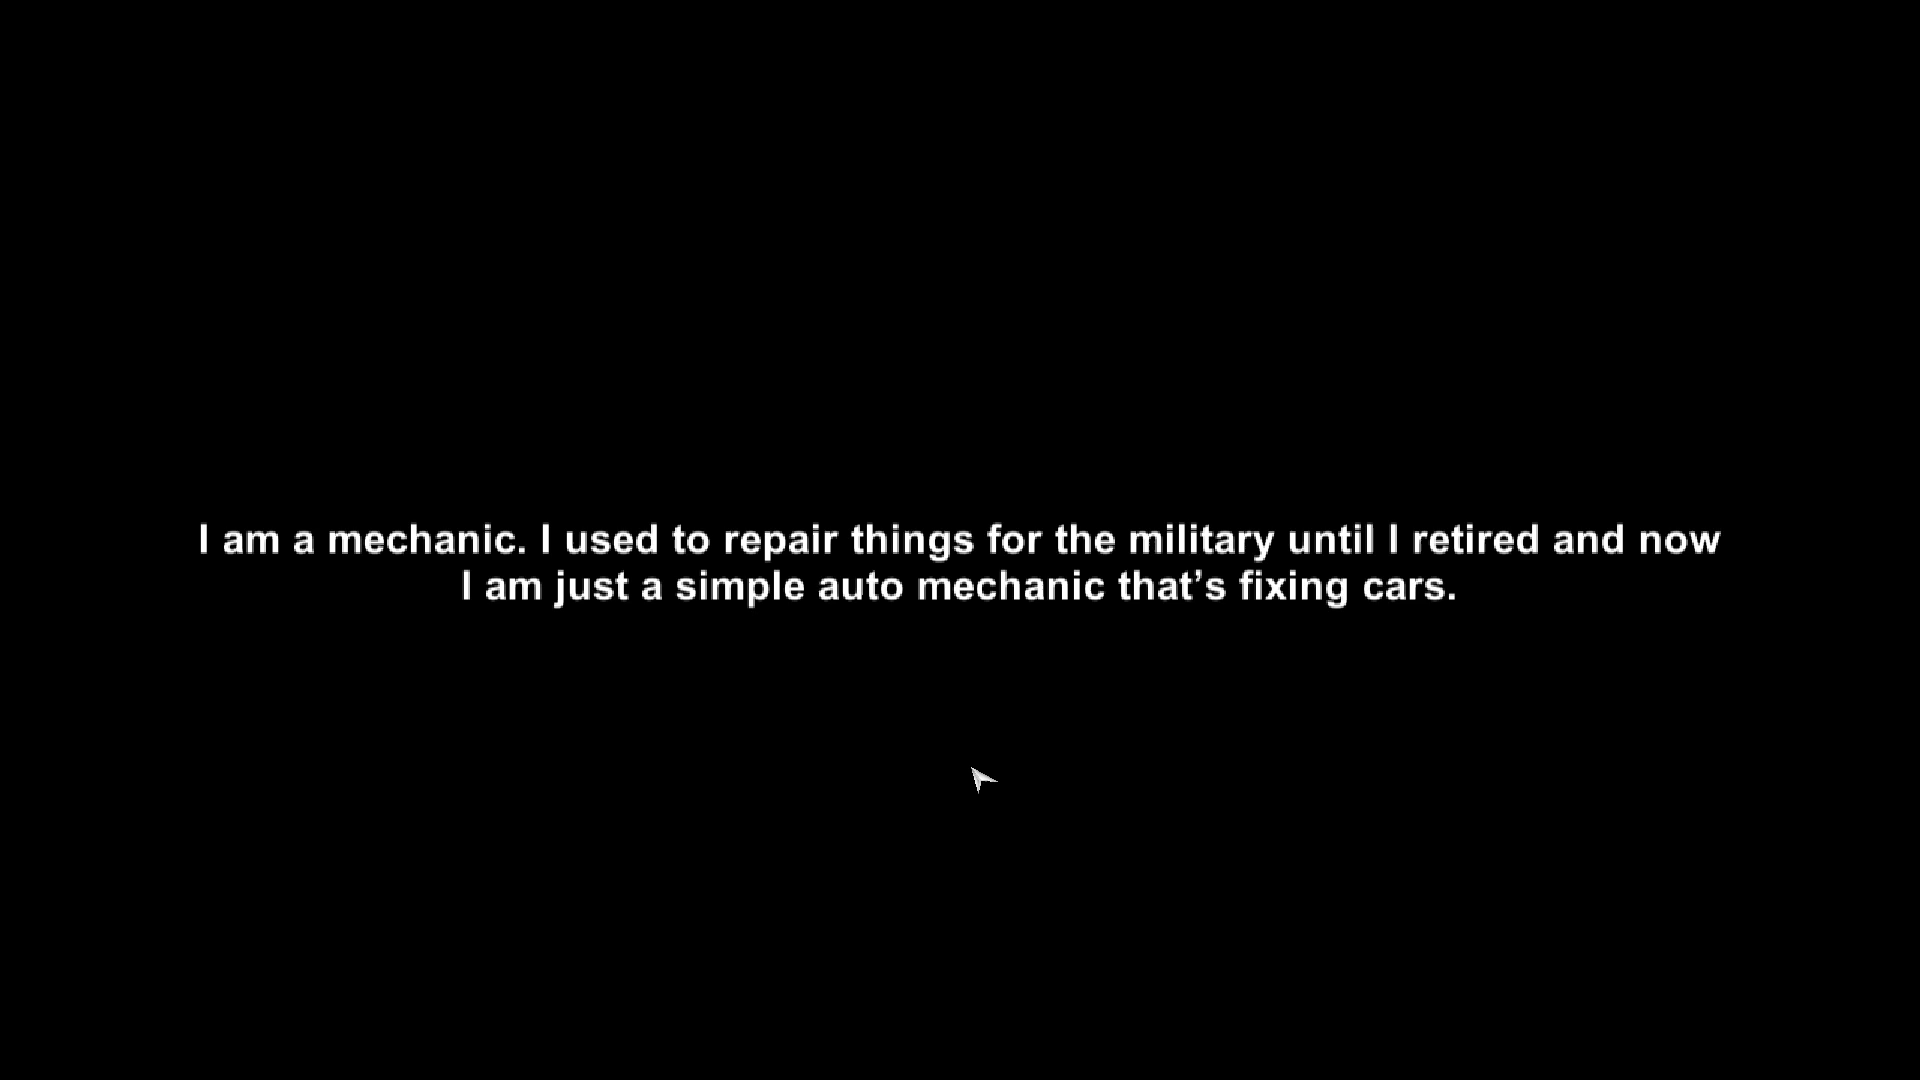 I am a mechanic. I used to repair things for the military until I retired and now
I am just a simple auto mechanic that’s fixing cars.